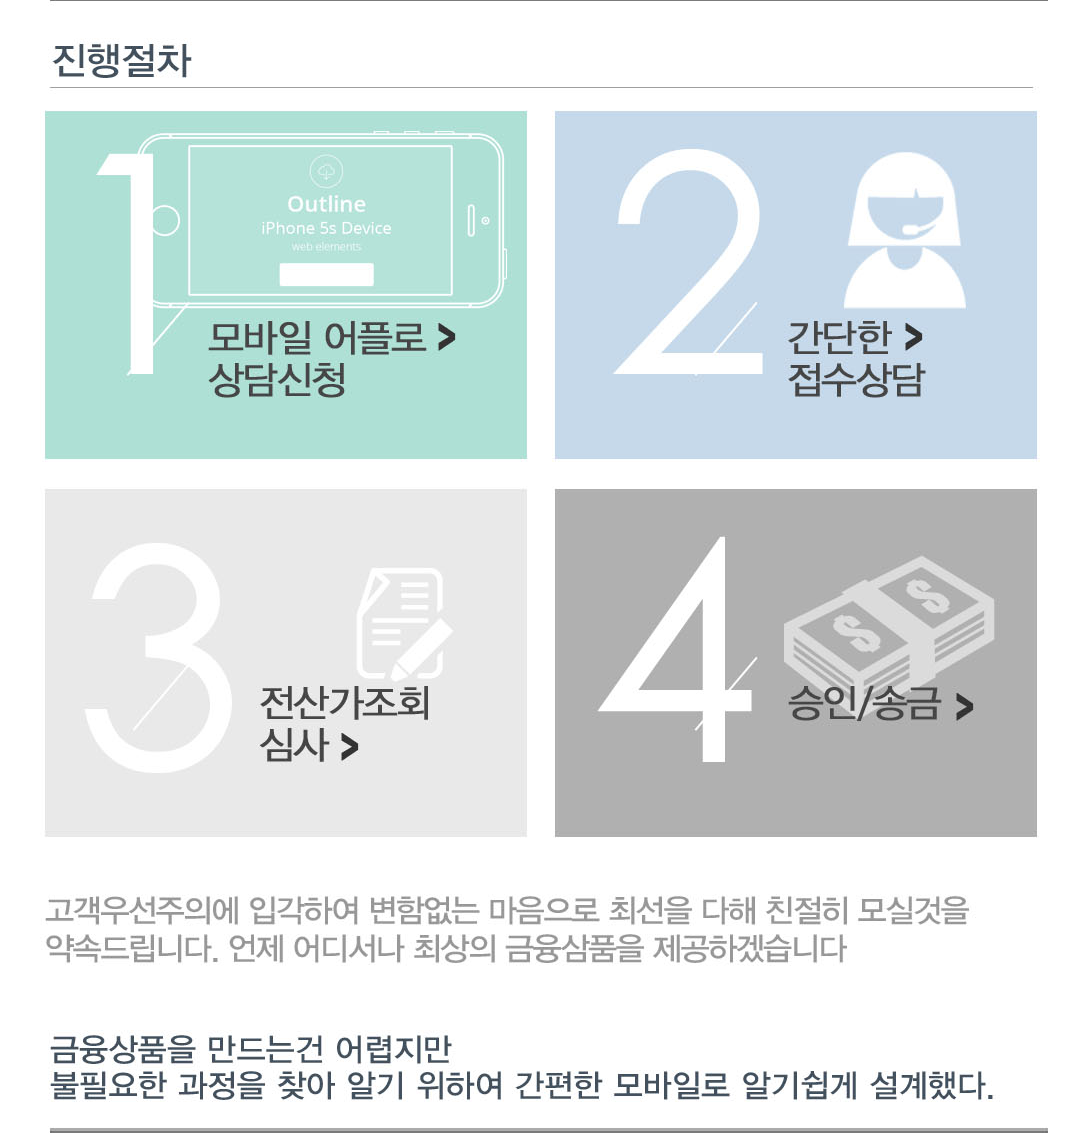 진행절차
1
Outline
iPhone 5s Device
web elements
모바일 어플로 >
상담신청
2
간단한 >
접수상담
3
전산가조회
심사 >
4
승인/송금 >
고객우선주의에 입각하여 변함없는 마음으로 최선을 다해 친절히 모실것을
약속드립니다. 언제 어디서나 최상의 금융삼품을 제공하겠습니다
금융상품을 만드는건 어렵지만
불필요한 과정을 찾아 알기 위하여 간편한 모바일로 알기쉽게 설계했다.